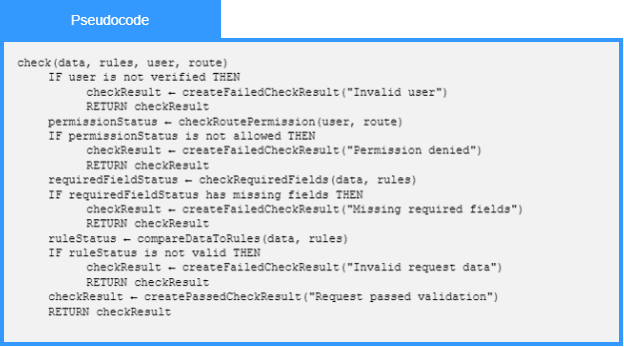 Pseudocode
check(data, rules, user, route)
IF user is not verified THEN
checkResult ← createFailedCheckResult("Invalid user")
RETURN checkResult
permissionStatus ← checkRoutePermission(user, route)
IF permissionStatus is not allowed THEN
checkResult ← createFailedCheckResult("Permission denied")
RETURN checkResult
requiredFieldStatus ← checkRequiredFields(data, rules)
IF requiredFieldStatus has missing fields THEN
checkResult ← createFailedCheckResult("Missing required fields")
RETURN checkResult
ruleStatus ← compareDataToRules(data, rules)
IF ruleStatus is not valid THEN
checkResult ← createFailedCheckResult("Invalid request data")
RETURN checkResult
checkResult ← createPassedCheckResult("Request passed validation")
RETURN checkResult